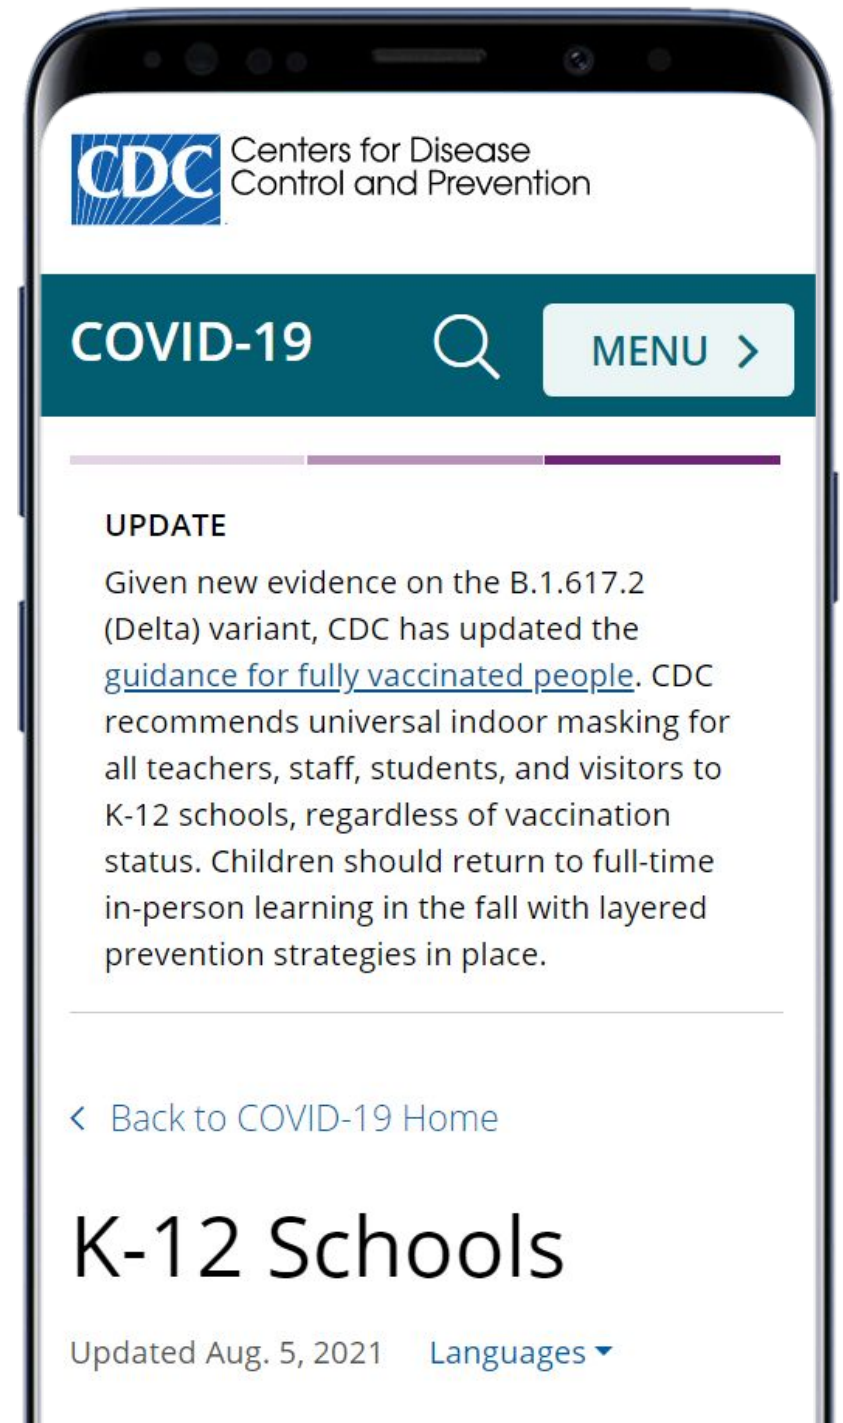 CDC
Centers for Disease
Control and Prevention
COVID-19
MENU
UPDATE
Given new evidence on the B.1.617.2
(Delta) variant, CDC has updated the
guidance for fully vaccinated people. CDC
recommends universal indoor masking for
all teachers, staff, students, and visitors to
K-12 schools, regardless of vaccination
status. Children should return to full-time
in-person learning in the fall with layered
prevention strategies in place.
Back to COVID-19 Home
K-12 Schools
Updated Aug. 5, 2021 Languages